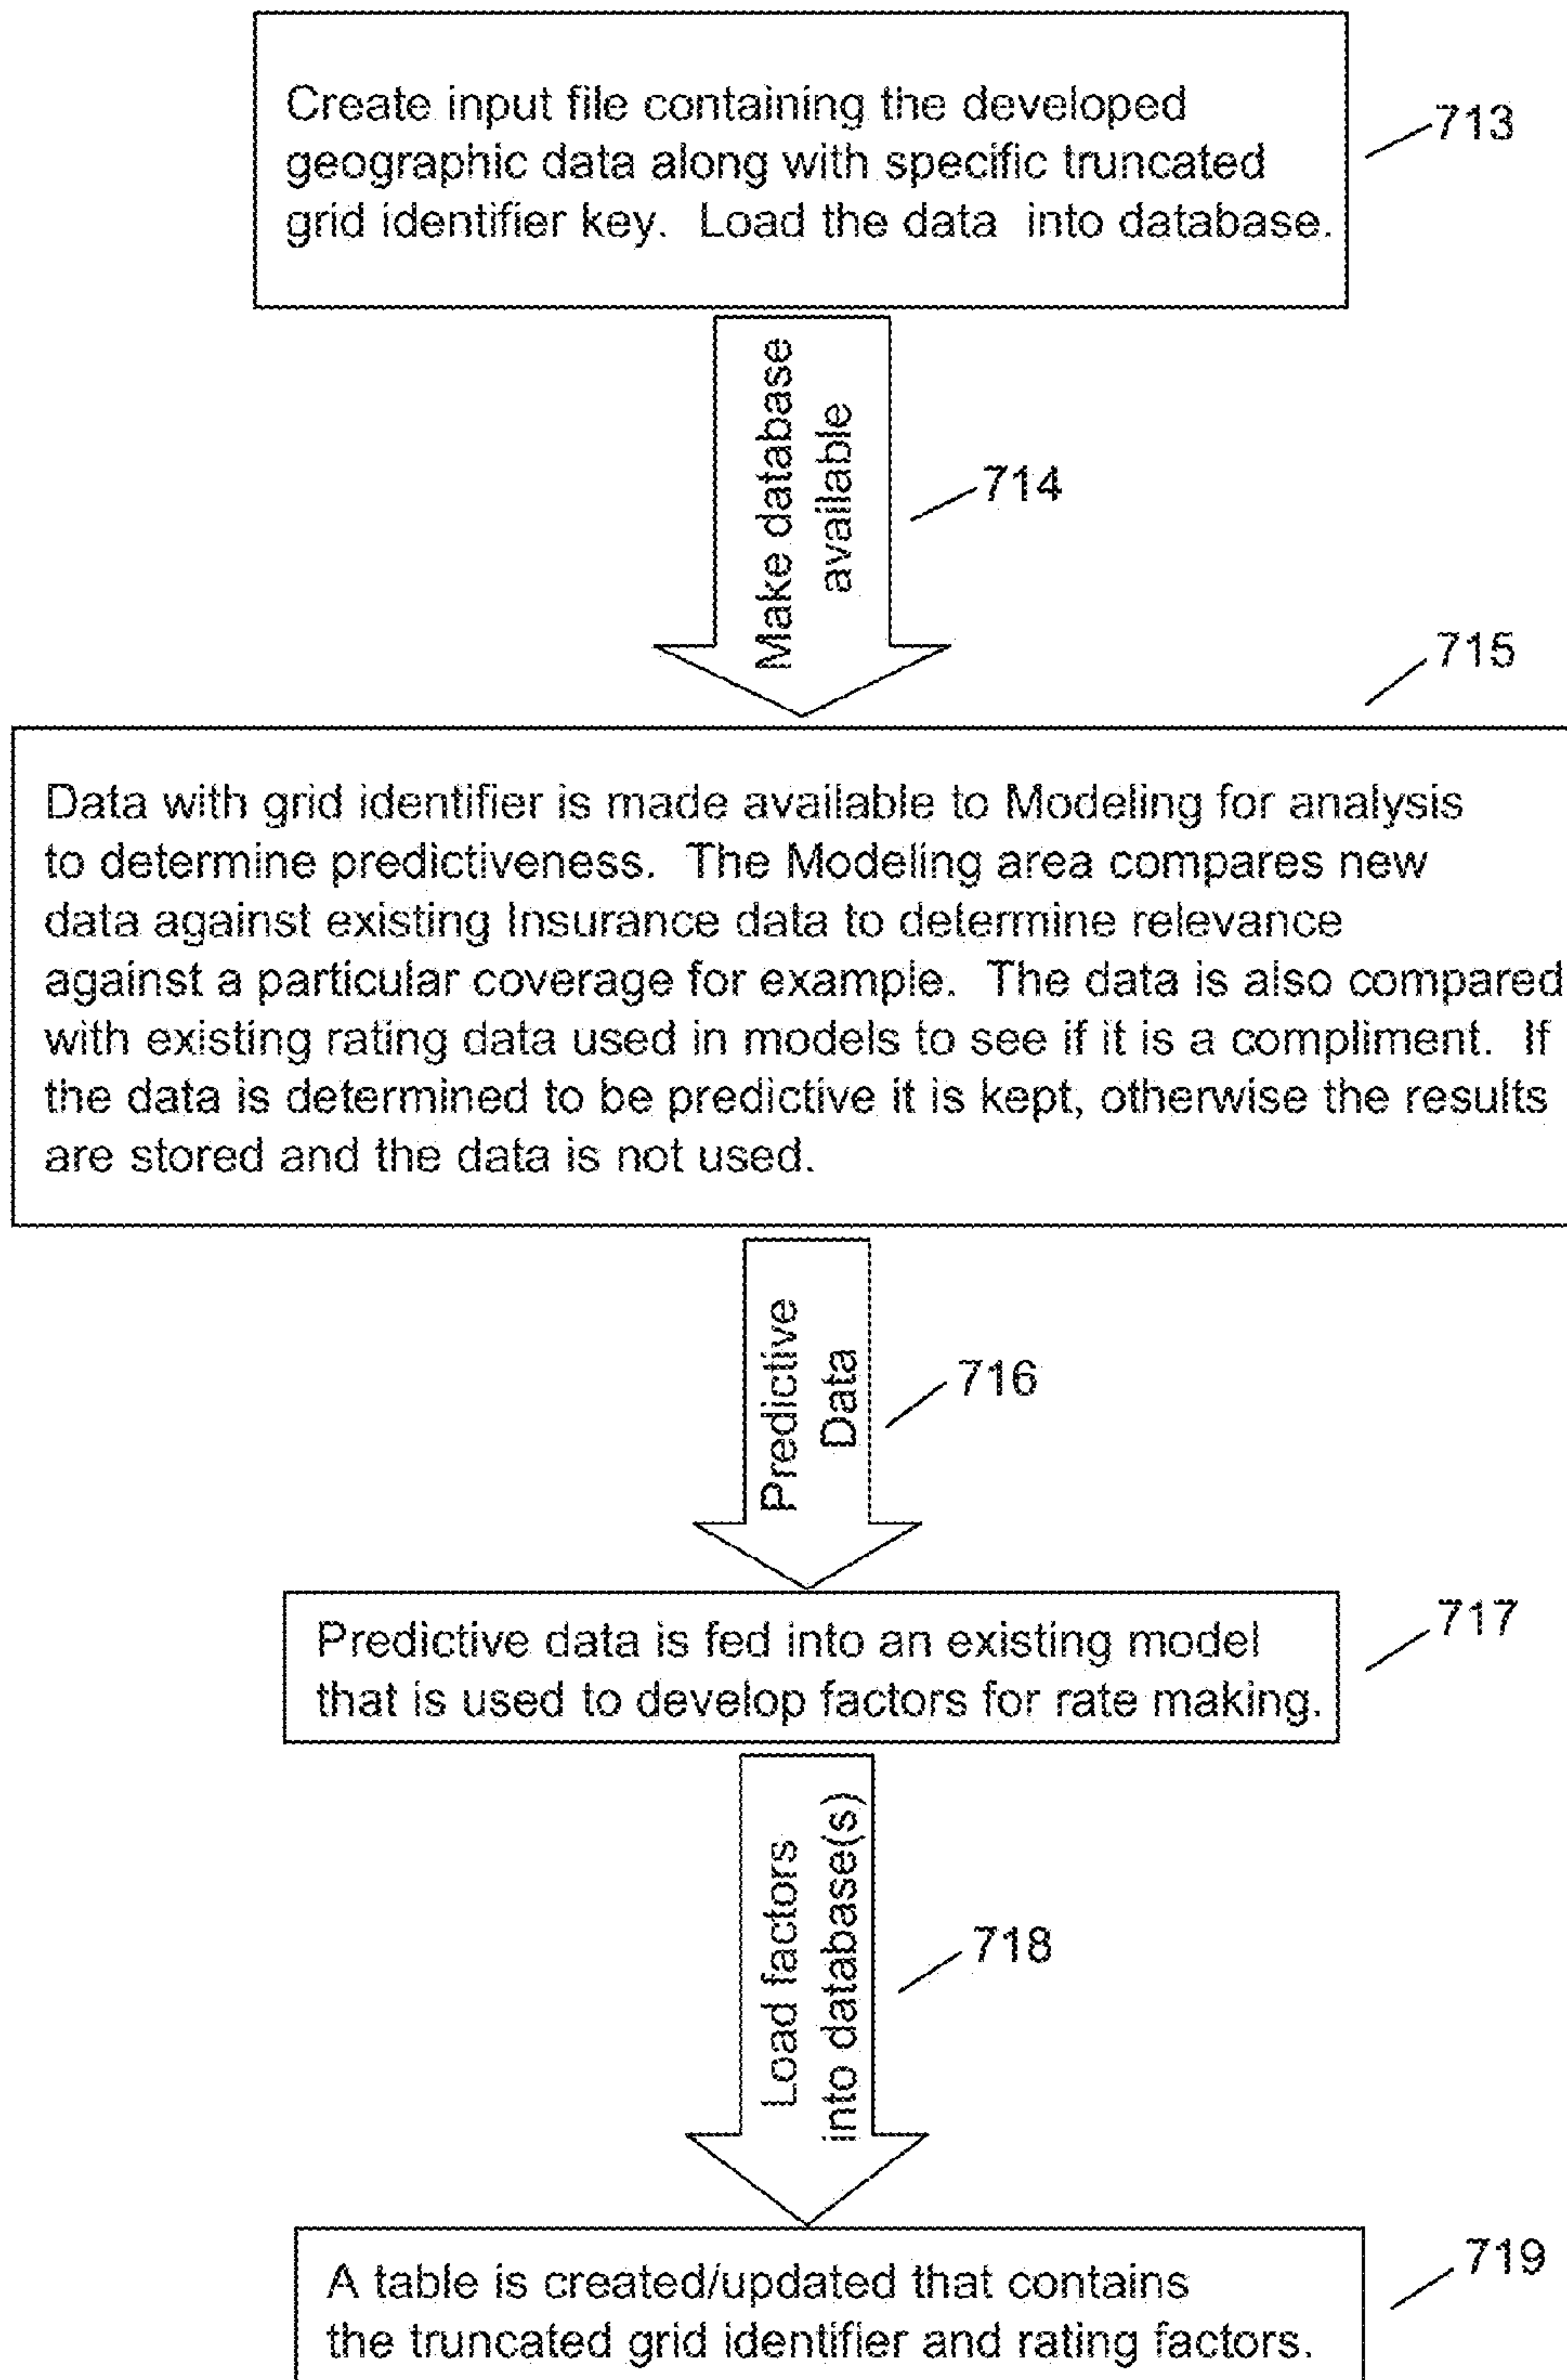 Create input file containing the developed
geographic data along with specific truncated
grid identifier key. Load the data into database.
713
Make database
available
714
715
Data with grid identifier is made available to Modeling for analysis
to determine predictiveness. The Modeling area compares new
data against existing Insurance data to determine relevance
against a particular coverage for example. The data is also compared
with existing rating data used in models to see if it is a compliment. If
the data is determined to be predictive it is kept, otherwise the results
are stored and the data is not used.
Predictive
Data
716
Predictive data is fed into an existing model
that is used to develop factors for rate making.
717
Load factors
into database(s)
718
A table is created/updated that contains
the truncated grid identifier and rating factors.
719